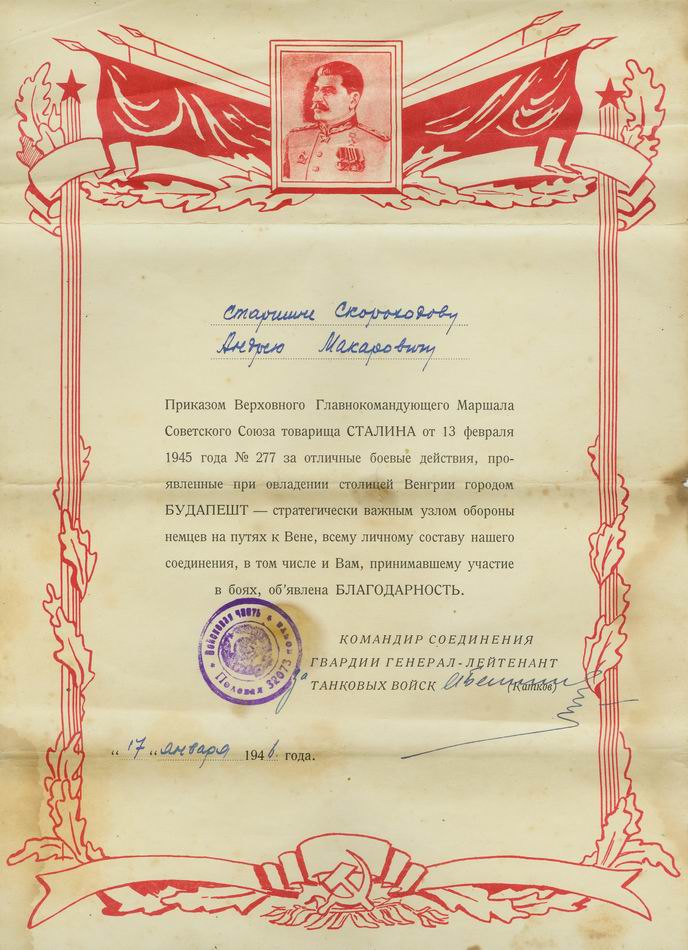 Старшине Скороходову
Андрею Макаровичу
Приказом Верховного Главнокомандующего Маршала
Советского Союза товарища СТАЛИНА от 13 февраля
1945 года № 277 за отличные боевые действия, про-
явленные при овладении столицей Венгрии городом
БУДАПЕШТ — стратегически важным узлом обороны
немцев на путях к Вене, всему личному составу нашего
соединения, в том числе и Вам, принимавшему участие
в боях, об’явлена БЛАГОДАРНОСТЬ.
Войсковая часть
Полевая 32073
КОМАНДИР СОЕДИНЕНИЯ
ГВАРДИИ ГЕНЕРАЛ-ЛЕЙТЕНАНТ
за
ТАНКОВЫХ ВОЙСК
„ 17 “ января 1946 года.